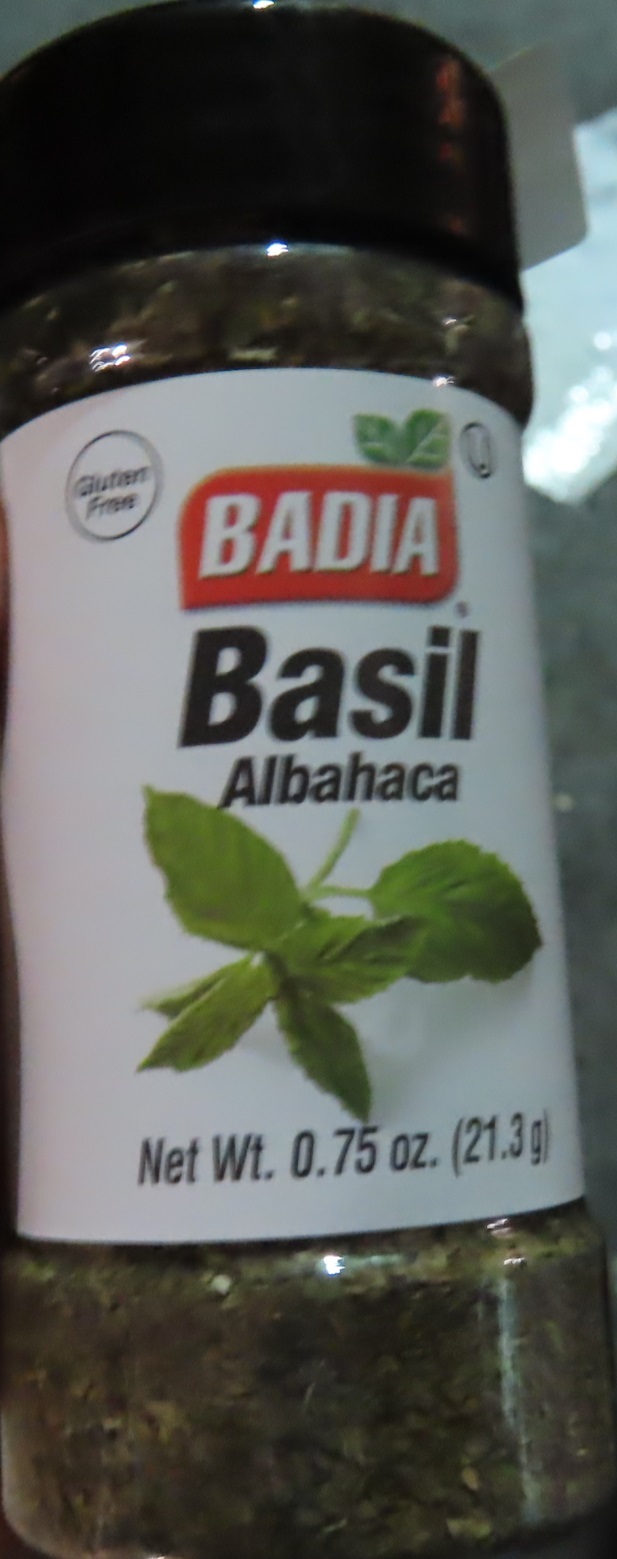 Gluten
Free
BADIA
Basil
Albahaca
Net Wt. 0.75 oz. (21.3 g)